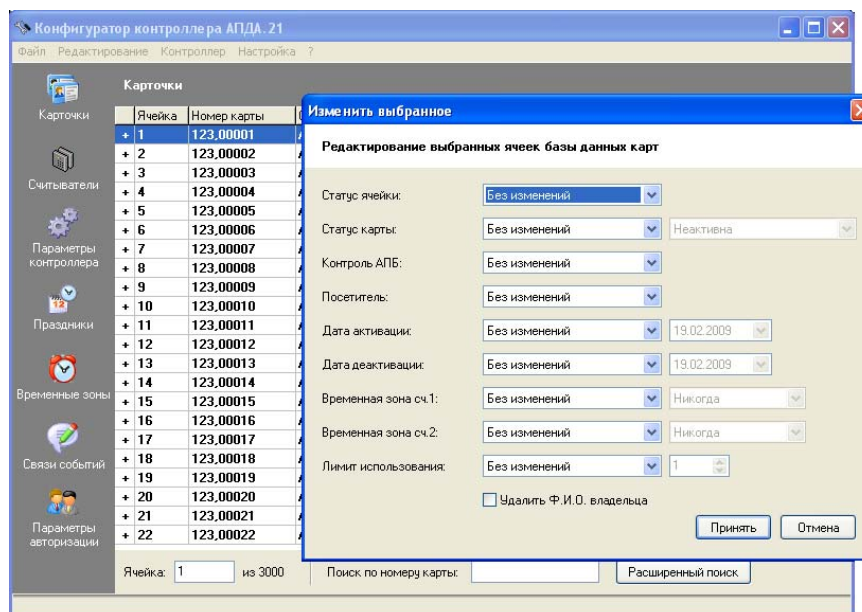 Конфигуратор контроллера АПДА.21
Файл Редактирование Контроллер Настройка ?
Карточки
Считыватели
Параметры
контроллера
Праздники
12
Временные зоны
Связи событий
Параметры
авторизации
Карточки
Ячейка Номер карты
+ 1 123,00001
+ 2 123,00002
+ 3 123,00003
+ 4 123,00004
+ 5 123,00005
+ 6 123,00006
+ 7 123,00007
+ 8 123,00008
+ 9 123,00009
+ 10 123,00010
+ 11 123,00011
+ 12 123,00012
+ 13 123,00013
+ 14 123,00014
+ 15 123,00015
+ 16 123,00016
+ 17 123,00017
+ 18 123,00018
+ 19 123,00019
+ 20 123,00020
+ 21 123,00021
+ 22 123,00022
Ячейка: 1 из 3000 Поиск по номеру карты: Расширенный поиск
Изменить выбранное
Редактирование выбранных ячеек базы данных карт
Статус ячейки: Без изменений
Статус карты: Без изменений Неактивна
Контроль АПБ: Без изменений
Посетитель: Без изменений
Дата активации: Без изменений 19.02.2009
Дата деактивации: Без изменений 19.02.2009
Временная зона сч.1: Без изменений Никогда
Временная зона сч.2: Без изменений Никогда
Лимит использования: Без изменений 1
Удалить Ф.И.О. владельца
Принять Отмена